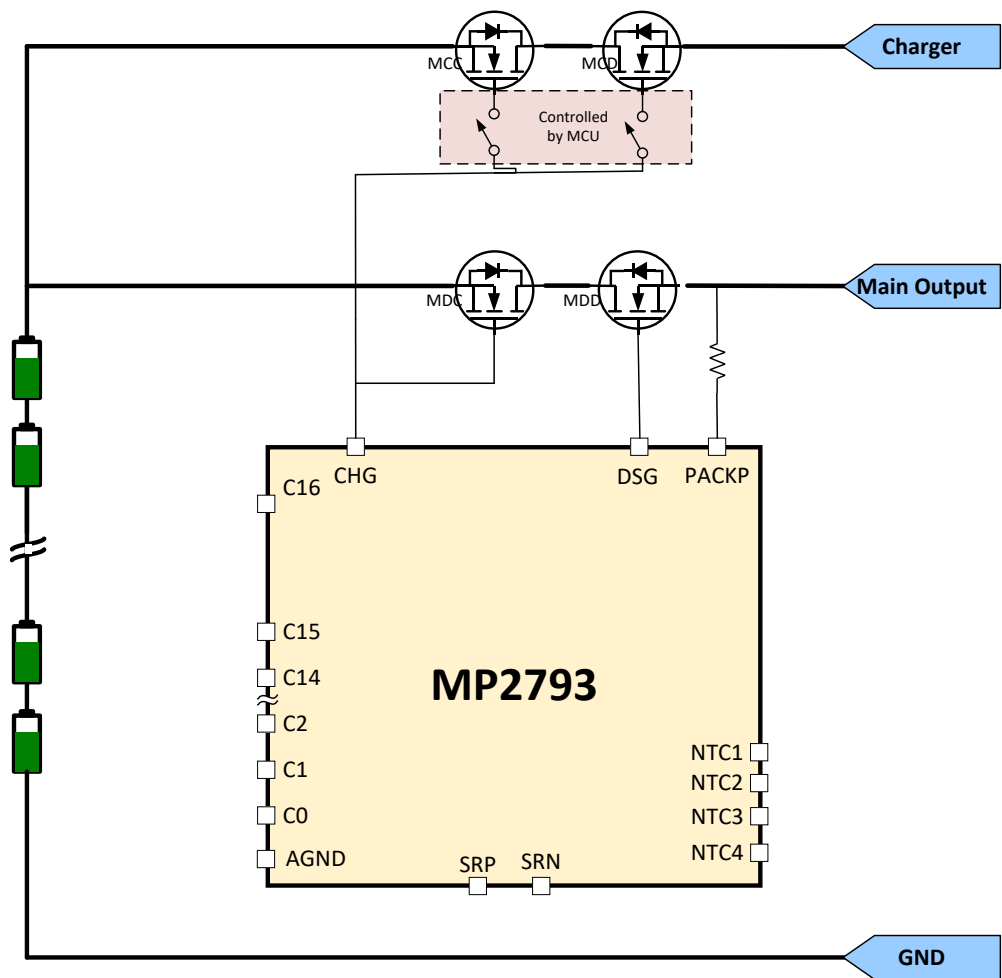 Charger
MCC
MCD
Controlled
by MCU
MDC
MDD
Main Output
CHG
DSG
PACKP
C16
C15
C14
MP2793
C2
C1
C0
AGND
NTC1
NTC2
NTC3
NTC4
SRP
SRN
GND